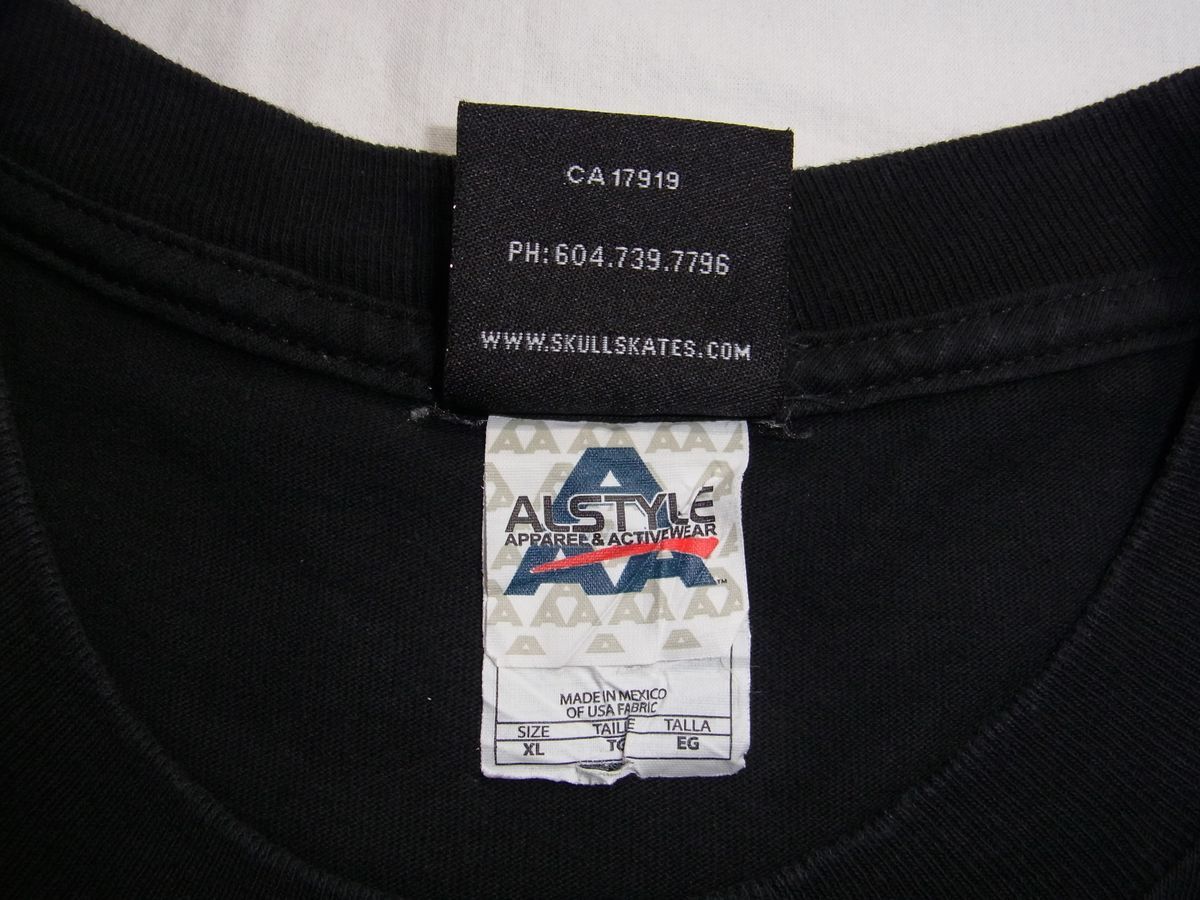 CA 17919
PH: 604.739.7796
WWW.SKULLSKATES.COM
ALSTYLE
APPAREL & ACTIVEWEAR
AAA™
MADE IN MEXICO
OF USA FABRIC
SIZE TAILLE TALLA
XL TG EG